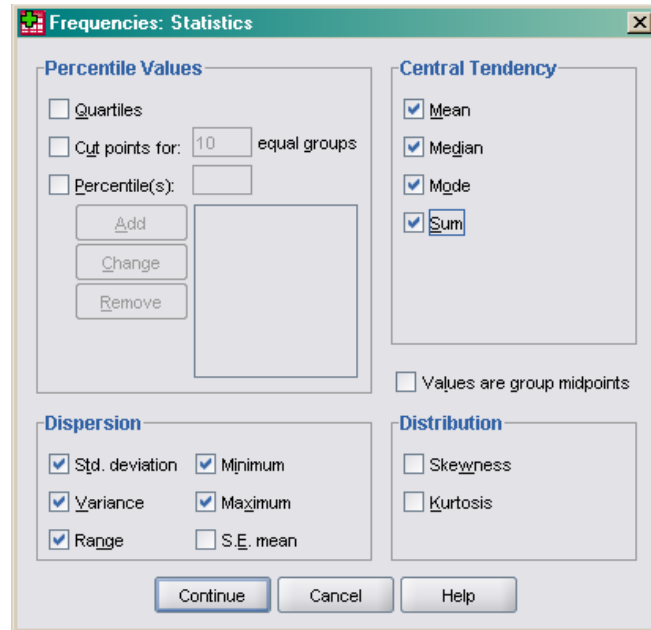 Frequencies: Statistics
Percentile Values
Quartiles
Cut points for: 10 equal groups
Percentile(s):
Add
Change
Remove
Central Tendency
Mean
Median
Mode
Sum
Values are group midpoints
Dispersion
Std. deviation Minimum
Variance Maximum
Range S.E. mean
Distribution
Skewness
Kurtosis
Continue Cancel Help